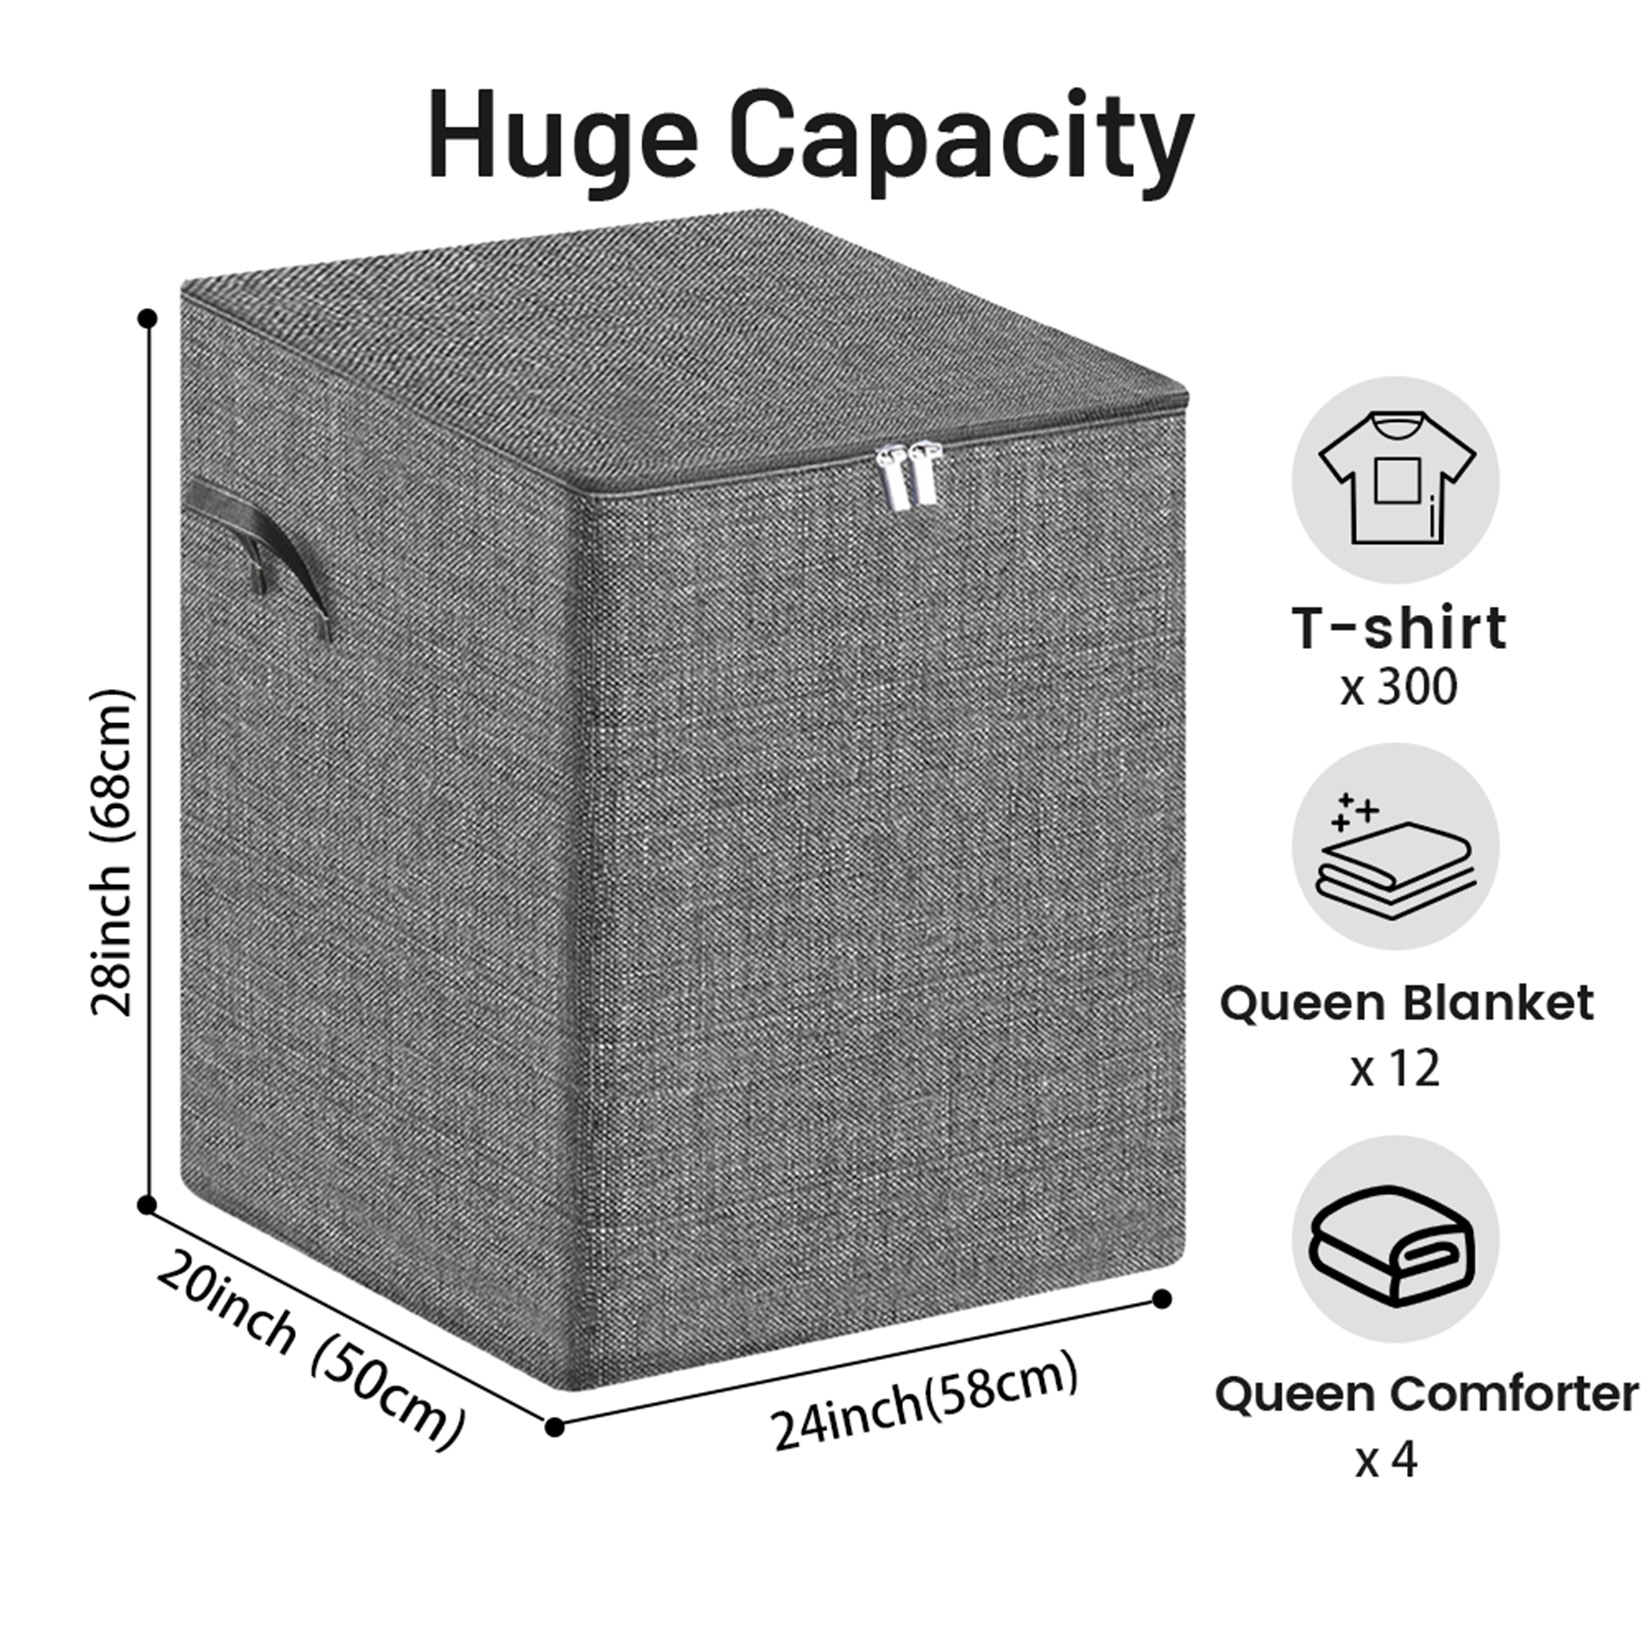 Huge Capacity
28inch (68cm)
20inch (50cm)
24inch(58cm)
T-shirt
x 300
Queen Blanket
x 12
Queen Comforter
x 4